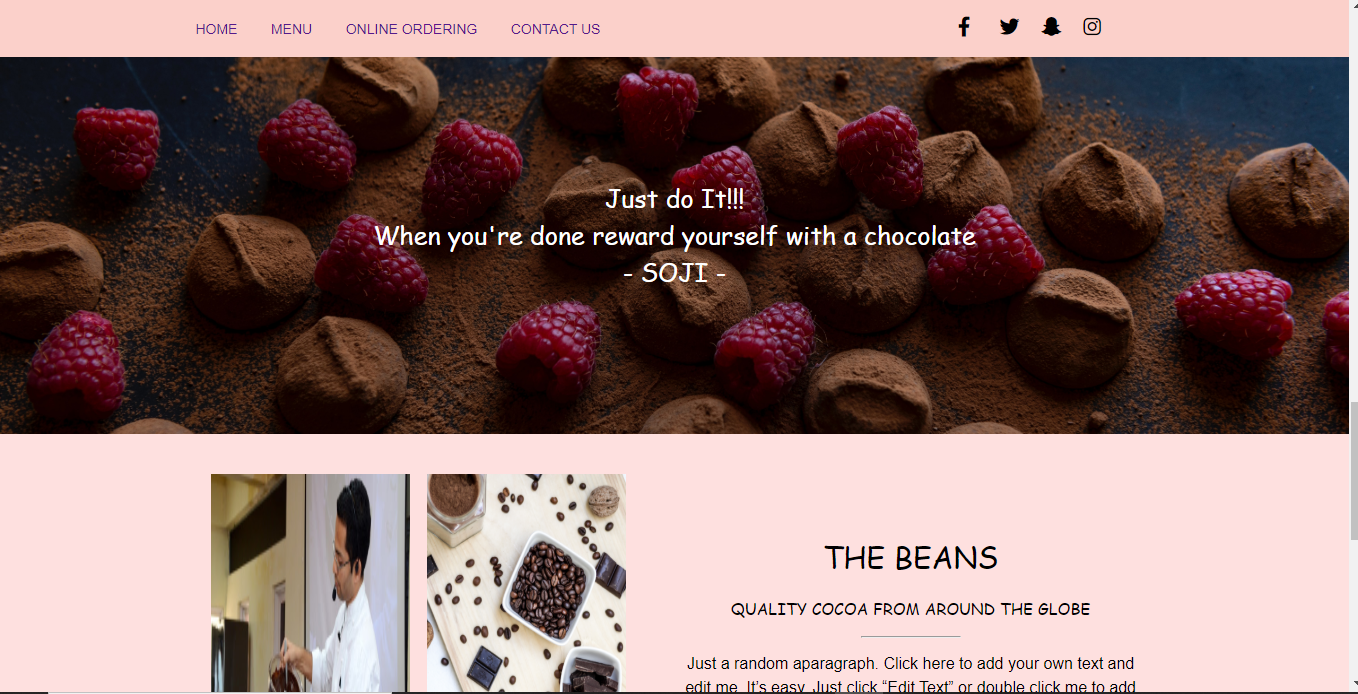 HOME MENU ONLINE ORDERING CONTACT US
Just do It!!!
When you're done reward yourself with a chocolate
- SOJI -
THE BEANS
QUALITY COCOA FROM AROUND THE GLOBE
Just a random aparagraph. Click here to add your own text and
edit me. It’s easy. Just click “Edit Text” or double click me to add